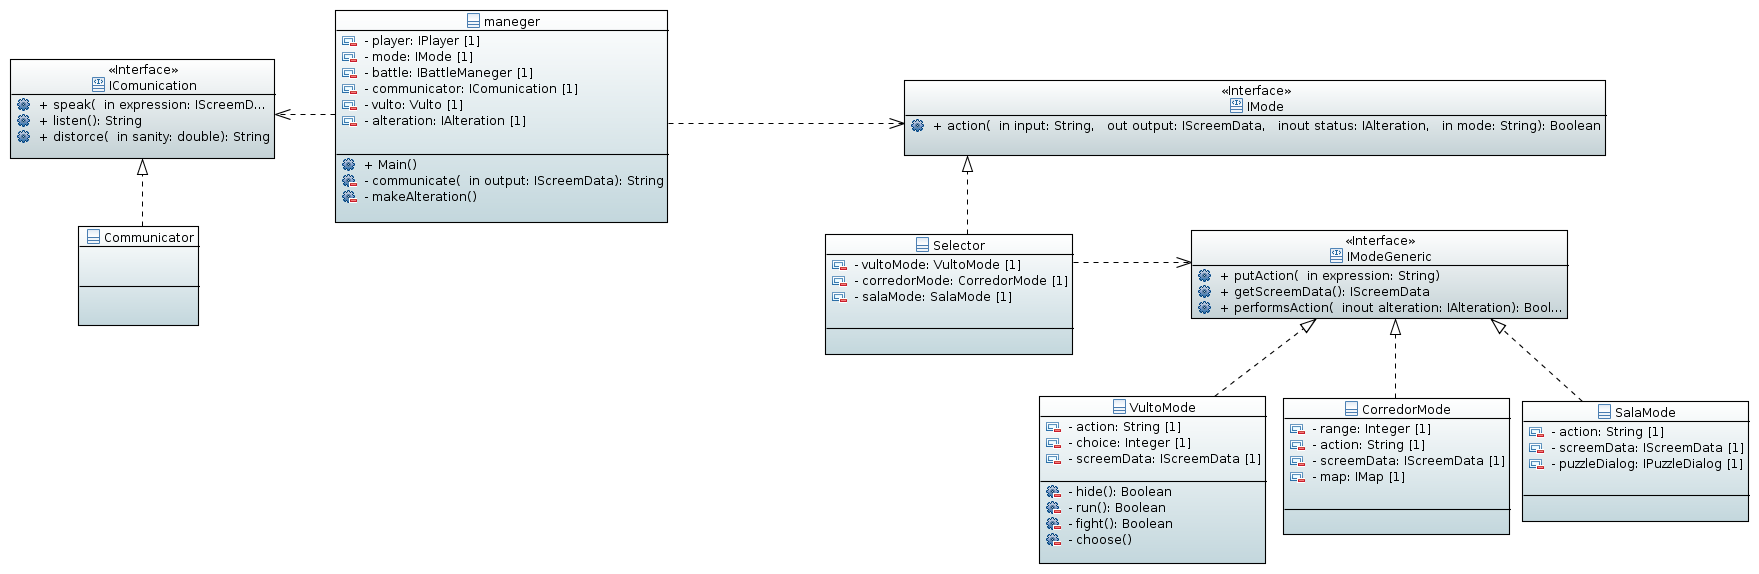 maneger
- player: IPlayer [1]
- mode: IMode [1]
- battle: IBattleManeger [1]
- communicator: IComunication [1]
- vulto: Vulto [1]
- alteration: IAlteration [1]
+ Main()
- communicate(  in output: IScreemData): String
- makeAlteration()
«Interface»
IComunication
+ speak(  in expression: IScreemD...
+ listen(): String
+ distorce(  in sanity: double): String
Communicator
«Interface»
IMode
+ action(  in input: String,   out output: IScreemData,   inout status: IAlteration,   in mode: String): Boolean
Selector
- vultoMode: VultoMode [1]
- corredorMode: CorredorMode [1]
- salaMode: SalaMode [1]
«Interface»
IModeGeneric
+ putAction(  in expression: String)
+ getScreemData(): IScreemData
+ performsAction(  inout alteration: IAlteration): Bool...
VultoMode
- action: String [1]
- choice: Integer [1]
- screemData: IScreemData [1]
- hide(): Boolean
- run(): Boolean
- fight(): Boolean
- choose()
CorredorMode
- range: Integer [1]
- action: String [1]
- screemData: IScreemData [1]
- map: IMap [1]
SalaMode
- action: String [1]
- screemData: IScreemData [1]
- puzzleDialog: IPuzzleDialog [1]